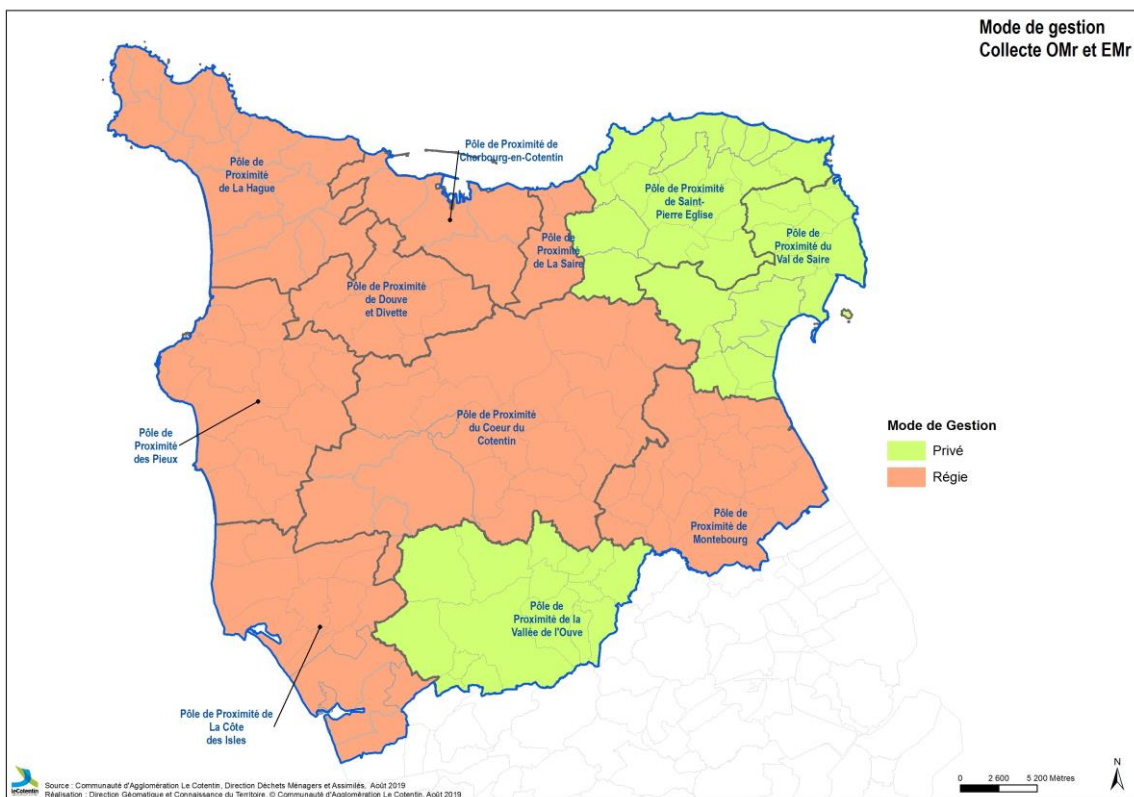 Mode de gestion
Collecte OMr et EMr
Pôle de Proximité de
Cherbourg-en-Cotentin
Pôle de
Proximité
de La Hague
Pôle de Proximité
de Saint-
Pierre Eglise
Pôle de
Proximité du
Val de Saire
Pôle de
Proximité
de La Saire
Pôle de Proximité
de Douve
et Divette
Pôle de Proximité
du Coeur du
Cotentin
Pôle de
Proximité
des Pieux
Mode de Gestion
Privé
Régie
Pôle de
Proximité de
Montebourg
Pôle de
Proximité de la
Vallée de l'Ouve
Pôle de Proximité de
La Côte
des Isles
N
0 2 600 5 200 Mètres
leCotentin
Source : Communauté d'Agglomération Le Cotentin, Direction Déchets Ménagers et Assimilés, Août 2019
Réalisation : Direction Géomatique et Connaissance du Territoire, © Communauté d'Agglomération Le Cotentin, Août 2019